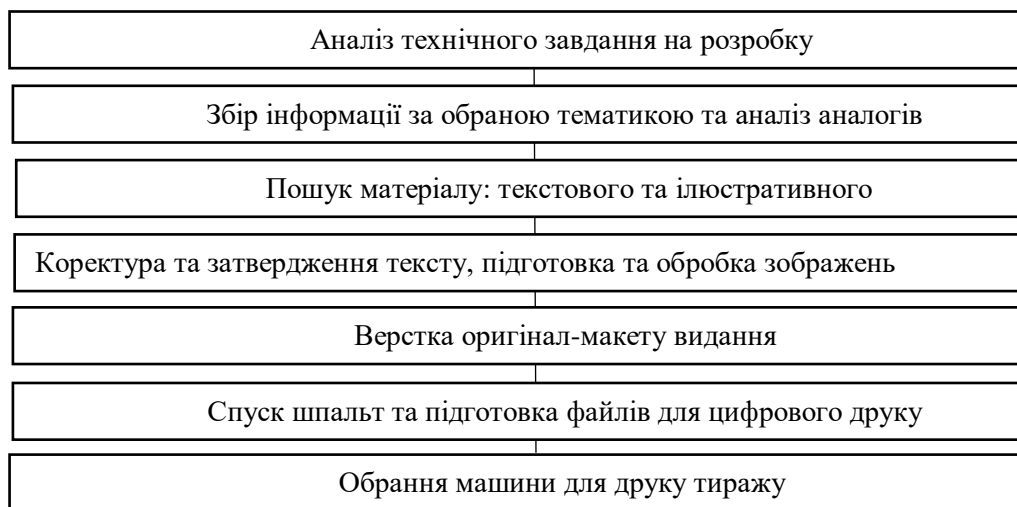 Аналіз технічного завдання на розробку
Збір інформації за обраною тематикою та аналіз аналогів
Пошук матеріалу: текстового та ілюстративного
Коректура та затвердження тексту, підготовка та обробка зображень
Верстка оригінал-макету видання
Спуск шпальт та підготовка файлів для цифрового друку
Обрання машини для друку тиражу